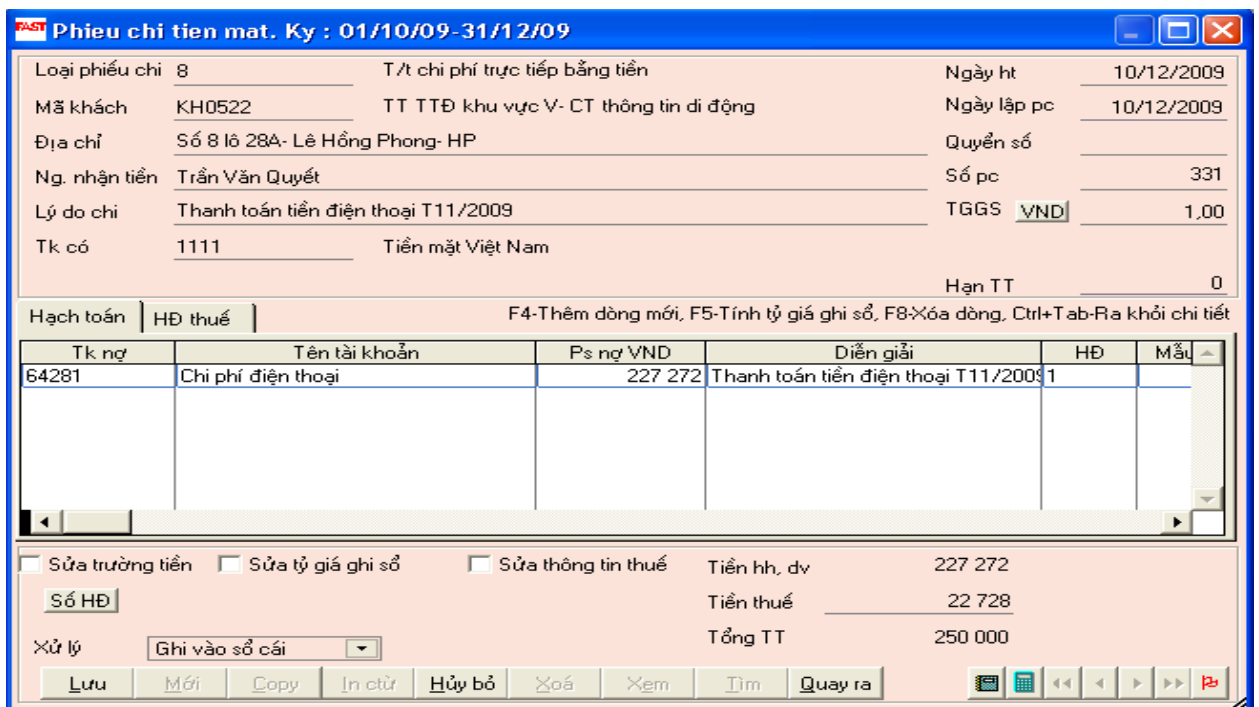 FAST Phieu chi tien mat. Ky : 01/10/09-31/12/09
Loại phiếu chi 8 T/t chi phí trực tiếp bằng tiền Ngày ht 10/12/2009
Mã khách KH0522 TT TTĐ khu vực V- CT thông tin di động Ngày lập pc 10/12/2009
Địa chỉ Số 8 lô 28A- Lê Hồng Phong- HP Quyển số
Ng. nhận tiền Trần Văn Quyết Số pc 331
Lý do chi Thanh toán tiền điện thoại T11/2009 TGGS VND 1,00
Tk có 1111 Tiền mặt Việt Nam
Hạn TT 0
Hạch toán HĐ thuế F4-Thêm dòng mới, F5-Tính tỷ giá ghi sổ, F8-Xóa dòng, Ctrl+Tab-Ra khỏi chi tiết
Tk nợ Tên tài khoản Ps nợ VND Diễn giải HĐ Mẫu
64281 Chi phí điện thoại 227 272 Thanh toán tiền điện thoại T11/2009 1
Sửa trường tiền Sửa tỷ giá ghi sổ Sửa thông tin thuế Tiền hh, dv 227 272
Số HĐ Tiền thuế 22 728
Xử lý Ghi vào sổ cái Tổng TT 250 000
Lưu Mới Copy In ctừ Hủy bỏ Xoá Xem Tìm Quay ra